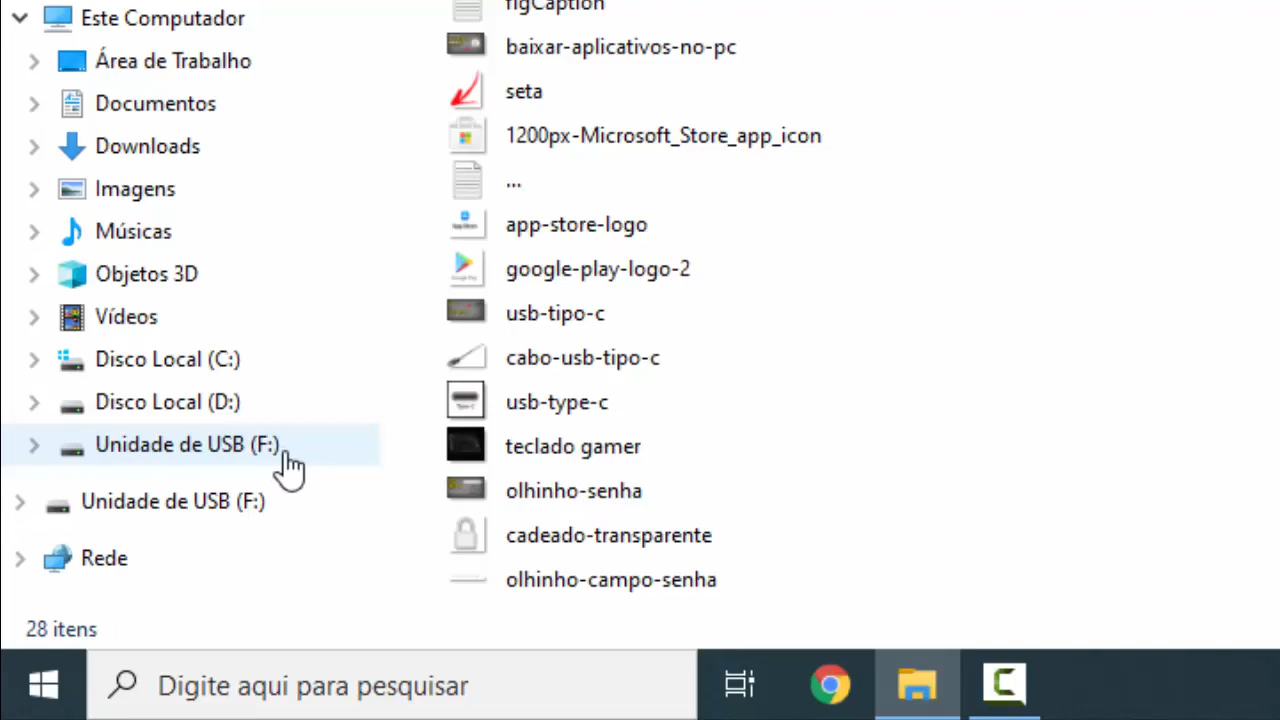 Este Computador
Área de Trabalho
Documentos
Downloads
Imagens
Músicas
Objetos 3D
Vídeos
Disco Local (C:)
Disco Local (D:)
Unidade de USB (F:)
Unidade de USB (F:)
Rede
figCaption
baixar-aplicativos-no-pc
seta
1200px-Microsoft_Store_app_icon
...
app-store-logo
google-play-logo-2
usb-tipo-c
cabo-usb-tipo-c
usb-type-c
teclado gamer
olhinho-senha
cadeado-transparente
olhinho-campo-senha
28 itens
Digite aqui para pesquisar